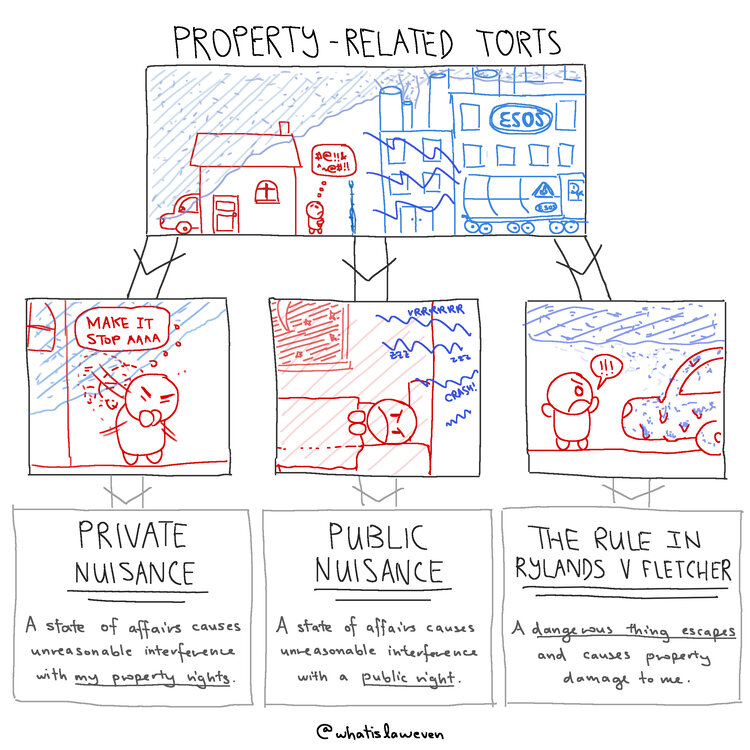 PROPERTY-RELATED TORTS
#@!!&
~@#!!
ESOS
MAKE IT
STOP AAAA
VRRRRRRR
ZZZ
ZZZ
CRASH!
!!!
PRIVATE
NUISANCE
A state of affairs causes
unreasonable interference
with my property rights.
PUBLIC
NUISANCE
A state of affairs causes
unreasonable interference
with a public right.
THE RULE IN
RYLANDS V FLETCHER
A dangerous thing escapes
and causes property
damage to me.
@whatislaweven